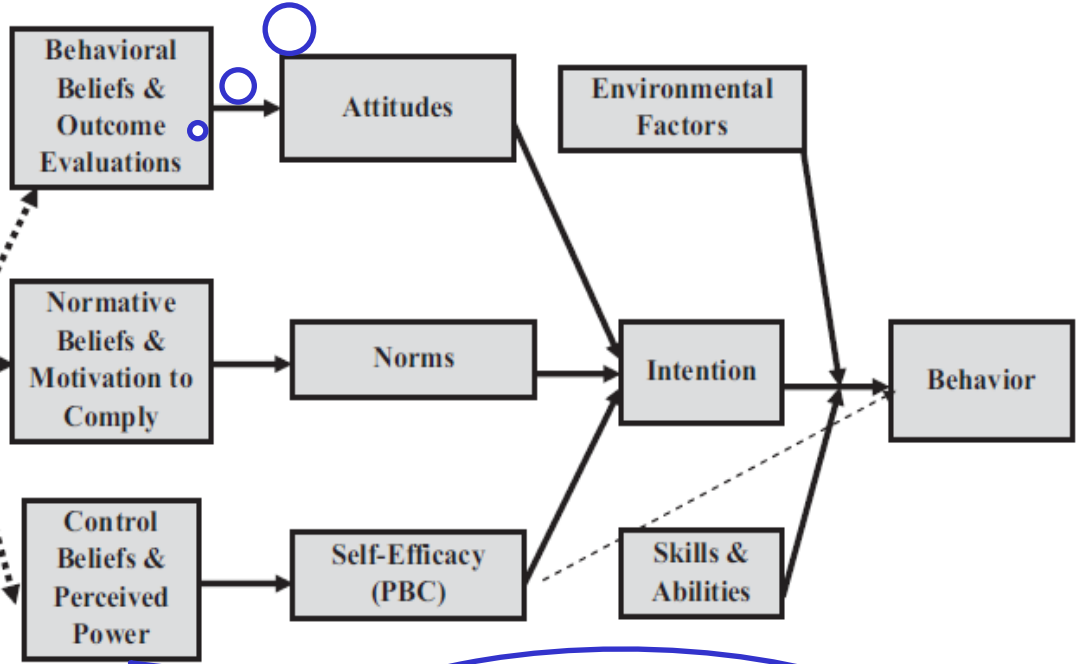 Behavioral
Beliefs &
Outcome
Evaluations
Attitudes
Environmental
Factors
Normative
Beliefs &
Motivation to
Comply
Norms
Intention
Behavior
Control
Beliefs &
Perceived
Power
Self-Efficacy
(PBC)
Skills &
Abilities